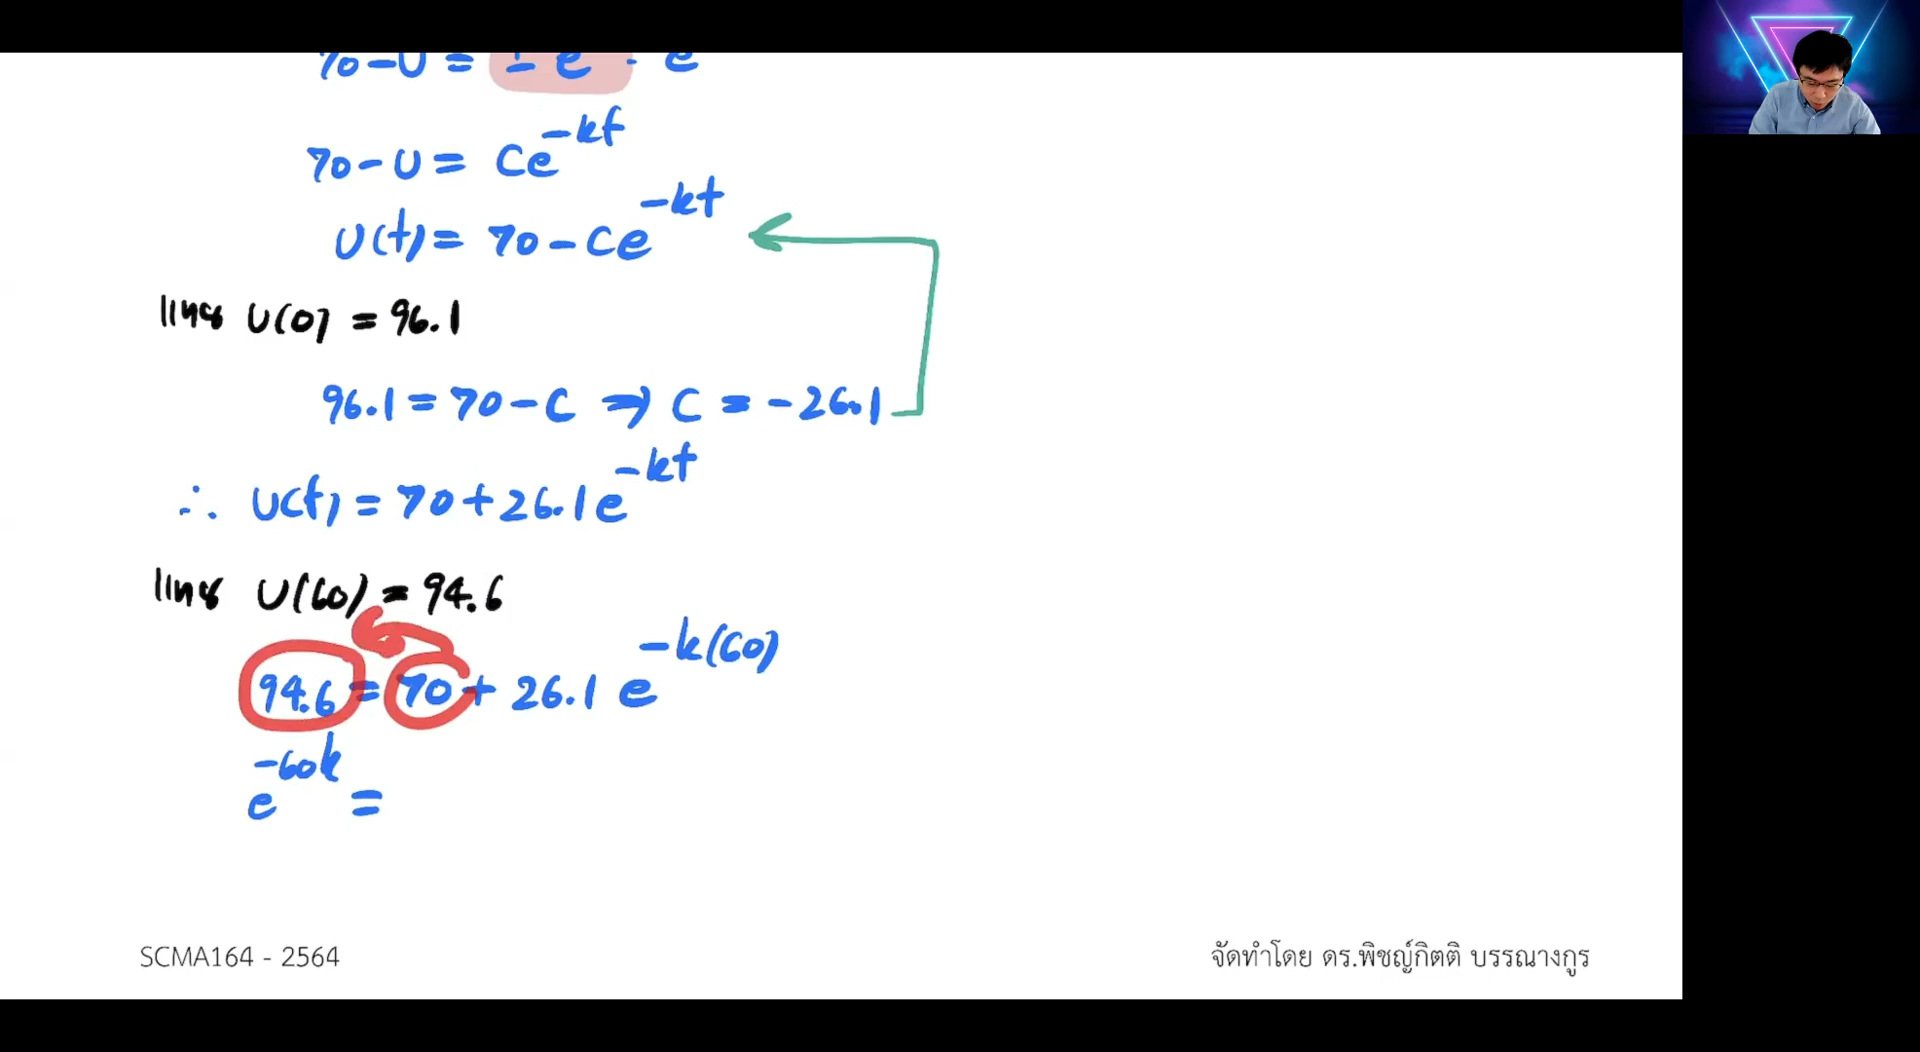 70-U = ± e · e
70-U = Ce^{-kt}
U(t) = 70 - Ce^{-kt}
แทน U(0) = 96.1
96.1 = 70 - C ⇒ C = -26.1
∴ U(t) = 70 + 26.1e^{-kt}
แทน U(60) = 94.6
94.6 = 70 + 26.1 e^{-k(60)}
e^{-60k} =
SCMA164 - 2564
จัดทำโดย ดร.พิชญ์กิตติ บรรณางกูร